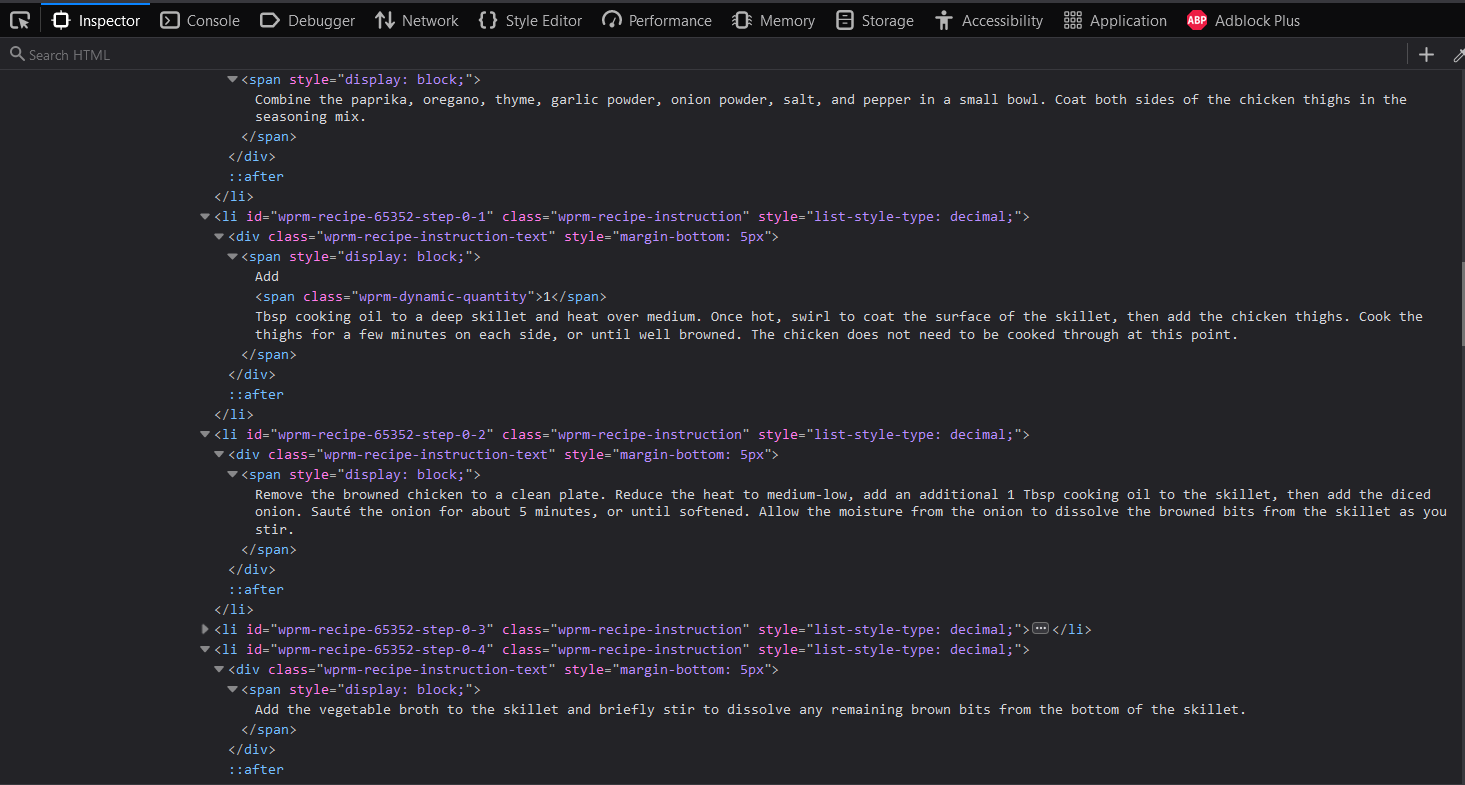 Inspector Console Debugger Network Style Editor Performance Memory Storage Accessibility Application ABP Adblock Plus
Search HTML
<span style="display: block;">
Combine the paprika, oregano, thyme, garlic powder, onion powder, salt, and pepper in a small bowl. Coat both sides of the chicken thighs in the
seasoning mix.
</span>
</div>
::after
</li>
<li id="wprm-recipe-65352-step-0-1" class="wprm-recipe-instruction" style="list-style-type: decimal;">
<div class="wprm-recipe-instruction-text" style="margin-bottom: 5px">
<span style="display: block;">
Add
<span class="wprm-dynamic-quantity">1</span>
Tbsp cooking oil to a deep skillet and heat over medium. Once hot, swirl to coat the surface of the skillet, then add the chicken thighs. Cook the
thighs for a few minutes on each side, or until well browned. The chicken does not need to be cooked through at this point.
</span>
</div>
::after
</li>
<li id="wprm-recipe-65352-step-0-2" class="wprm-recipe-instruction" style="list-style-type: decimal;">
<div class="wprm-recipe-instruction-text" style="margin-bottom: 5px">
<span style="display: block;">
Remove the browned chicken to a clean plate. Reduce the heat to medium-low, add an additional 1 Tbsp cooking oil to the skillet, then add the diced
onion. Sauté the onion for about 5 minutes, or until softened. Allow the moisture from the onion to dissolve the browned bits from the skillet as you
stir.
</span>
</div>
::after
</li>
<li id="wprm-recipe-65352-step-0-3" class="wprm-recipe-instruction" style="list-style-type: decimal;">…</li>
<li id="wprm-recipe-65352-step-0-4" class="wprm-recipe-instruction" style="list-style-type: decimal;">
<div class="wprm-recipe-instruction-text" style="margin-bottom: 5px">
<span style="display: block;">
Add the vegetable broth to the skillet and briefly stir to dissolve any remaining brown bits from the bottom of the skillet.
</span>
</div>
::after